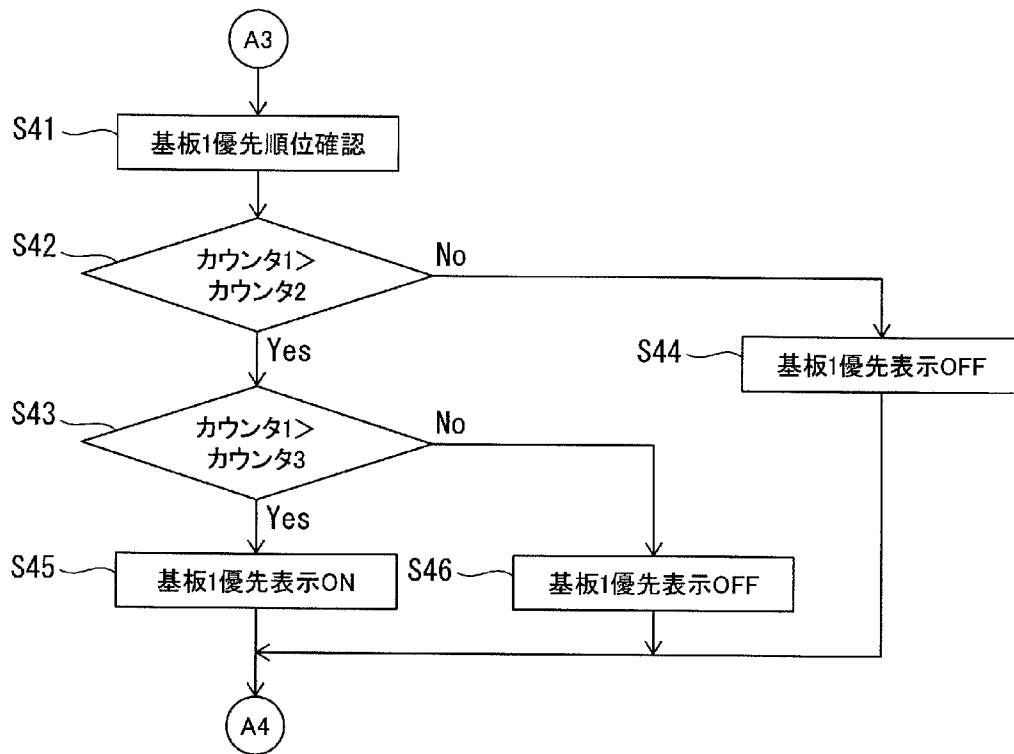 A3
S41
基板1優先順位確認
S42
カウンタ1>
カウンタ2
No
Yes
S44
基板1優先表示OFF
S43
カウンタ1>
カウンタ3
No
Yes
S45
基板1優先表示ON
S46
基板1優先表示OFF
A4